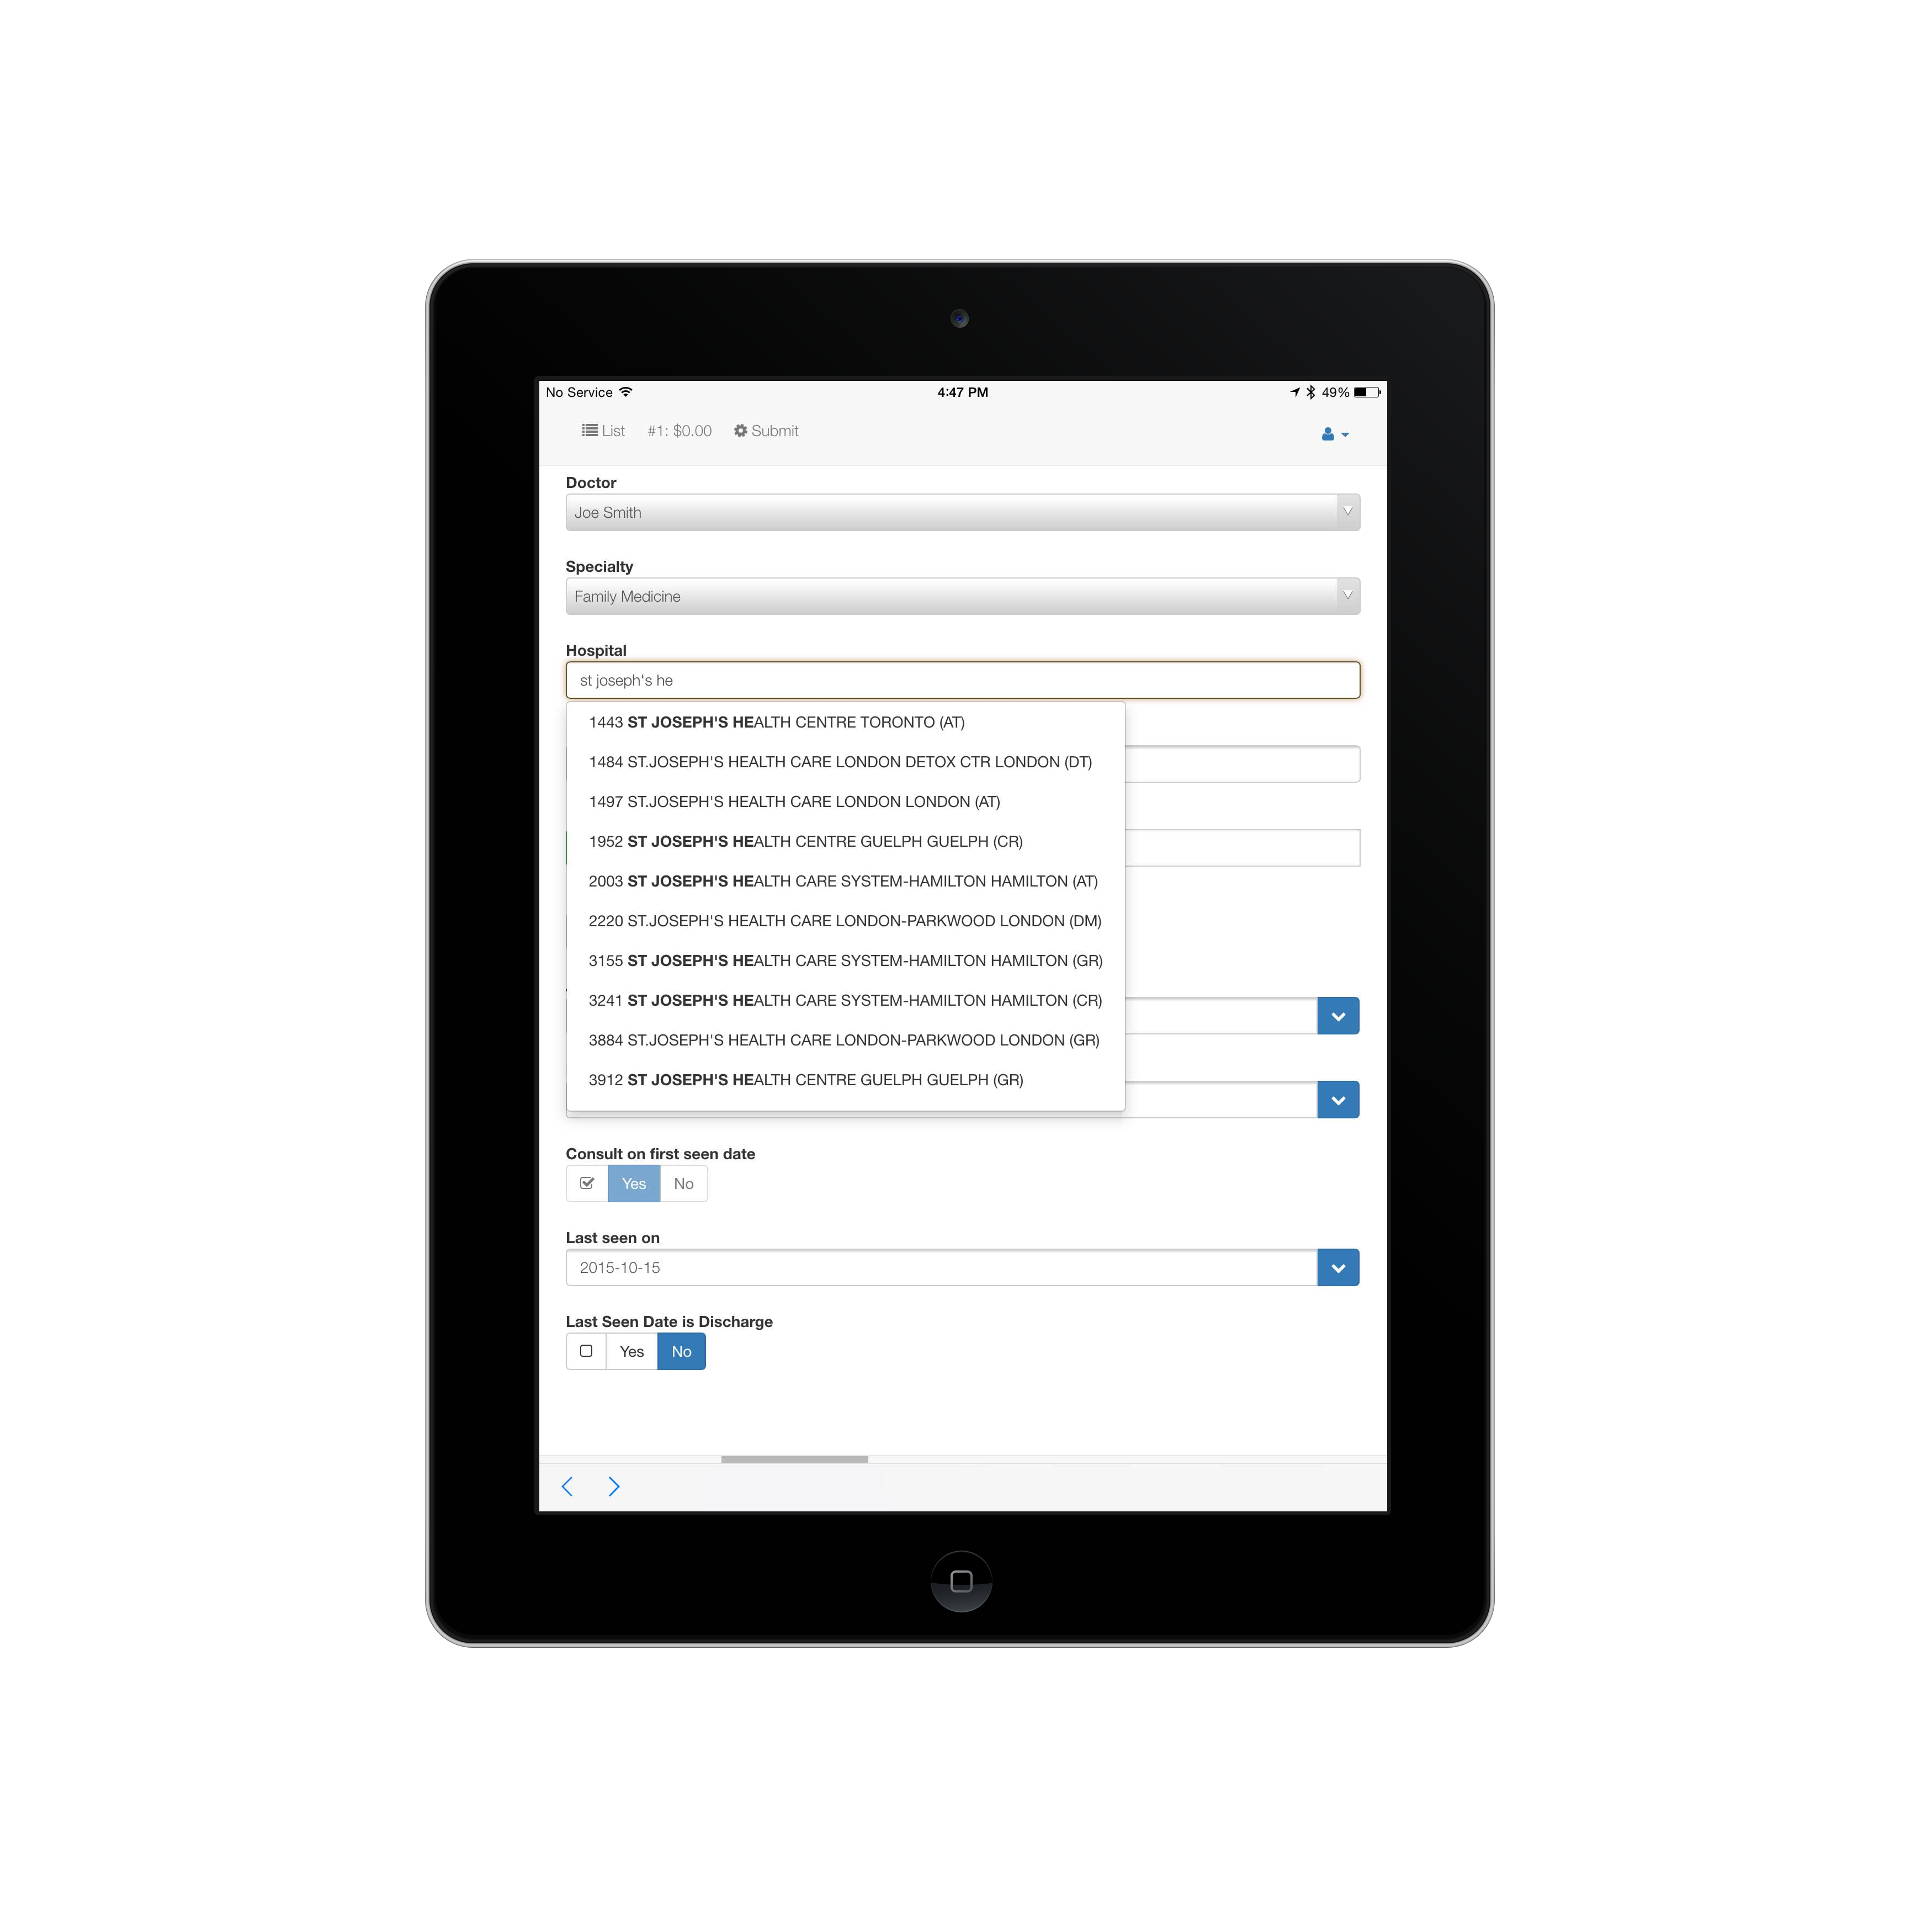 No Service 4:47 PM 49%
List #1: $0.00 Submit
Doctor
Joe Smith
Specialty
Family Medicine
Hospital
st joseph's he
1443 ST JOSEPH'S HEALTH CENTRE TORONTO (AT)
1484 ST.JOSEPH'S HEALTH CARE LONDON DETOX CTR LONDON (DT)
1497 ST.JOSEPH'S HEALTH CARE LONDON LONDON (AT)
1952 ST JOSEPH'S HEALTH CENTRE GUELPH GUELPH (CR)
2003 ST JOSEPH'S HEALTH CARE SYSTEM-HAMILTON HAMILTON (AT)
2220 ST.JOSEPH'S HEALTH CARE LONDON-PARKWOOD LONDON (DM)
3155 ST JOSEPH'S HEALTH CARE SYSTEM-HAMILTON HAMILTON (GR)
3241 ST JOSEPH'S HEALTH CARE SYSTEM-HAMILTON HAMILTON (CR)
3884 ST.JOSEPH'S HEALTH CARE LONDON-PARKWOOD LONDON (GR)
3912 ST JOSEPH'S HEALTH CENTRE GUELPH GUELPH (GR)
Consult on first seen date
Yes No
Last seen on
2015-10-15
Last Seen Date is Discharge
Yes No